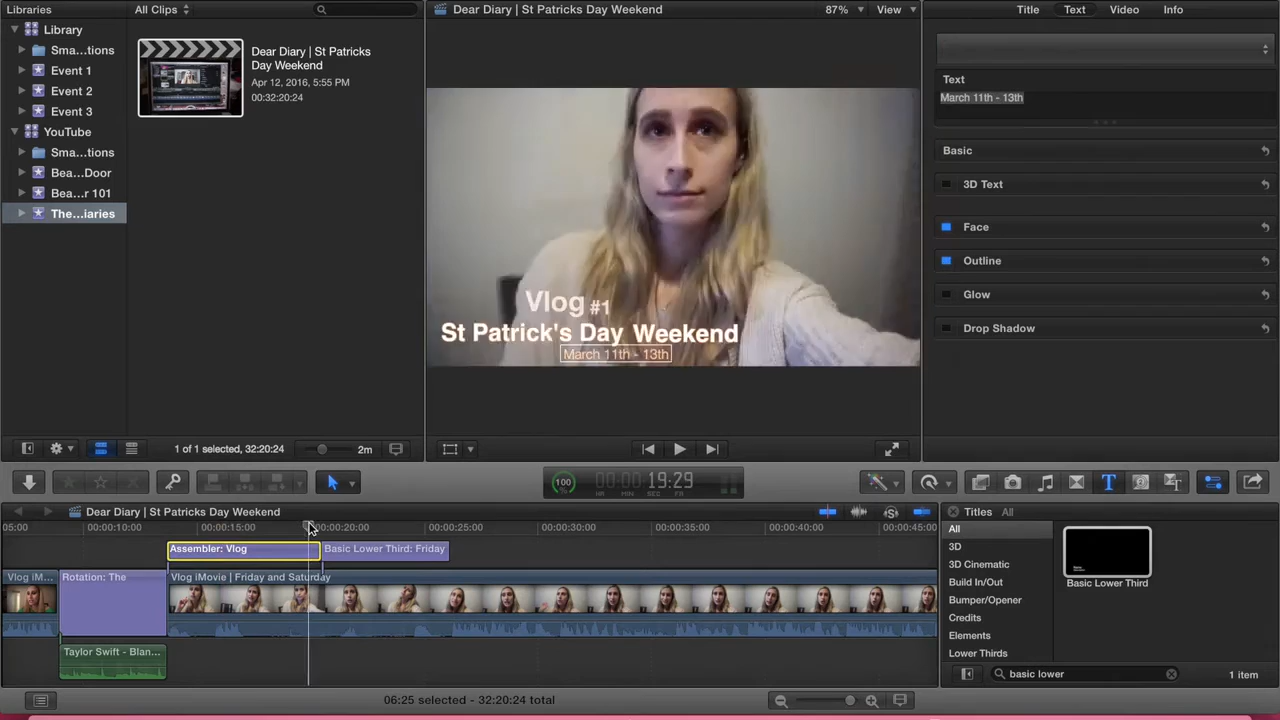 Libraries
All Clips
Dear Diary | St Patricks Day Weekend
87%
View
Title
Text
Video
Info
Library
Sma...tions
Event 1
Event 2
Event 3
YouTube
Sma...tions
Bea...Door
Bea...r 101
The...iaries
Dear Diary | St Patricks
Day Weekend
Apr 12, 2016, 5:55 PM
00:32:20:24
Vlog #1
St Patrick's Day Weekend
March 11th - 13th
Text
March 11th - 13th
Basic
3D Text
Face
Outline
Glow
Drop Shadow
1 of 1 selected, 32:20:24
2m
100
%
00:00:19:29
HR MIN SEC FR
Dear Diary | St Patricks Day Weekend
05:00
00:00:10:00
00:00:15:00
00:00:20:00
00:00:25:00
00:00:30:00
00:00:35:00
00:00:40:00
00:00:45:00
Assembler: Vlog
Basic Lower Third: Friday
Vlog iM...
Rotation: The
Vlog iMovie | Friday and Saturday
Taylor Swift - Blan...
Titles
All
All
3D
3D Cinematic
Build In/Out
Bumper/Opener
Credits
Elements
Lower Thirds
Basic Lower Third
basic lower
1 item
06:25 selected - 32:20:24 total